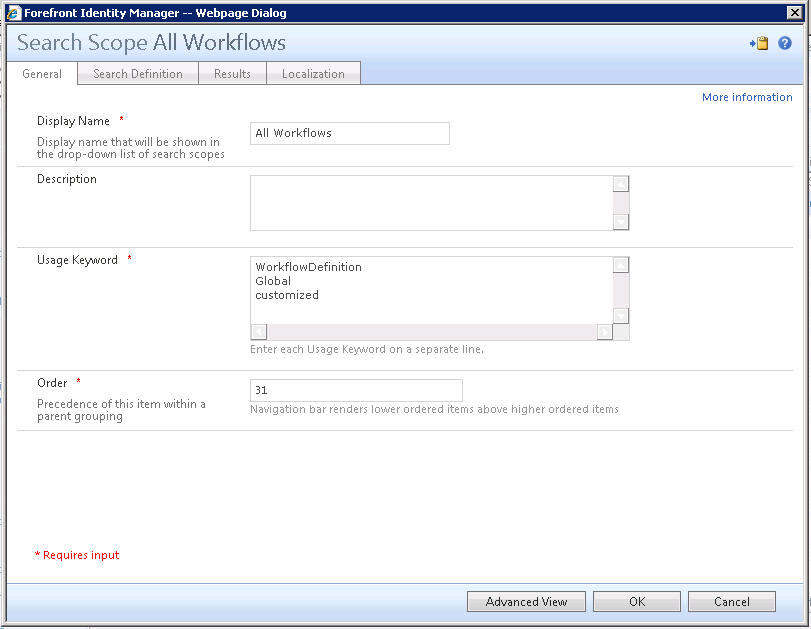 Forefront Identity Manager -- Webpage Dialog
Search Scope All Workflows
General
Search Definition
Results
Localization
More information
Display Name *
All Workflows
Display name that will be shown in
the drop-down list of search scopes
Description
Usage Keyword *
WorkflowDefinition
Global
customized
Enter each Usage Keyword on a separate line.
Order *
31
Precedence of this item within a
parent grouping
Navigation bar renders lower ordered items above higher ordered items
* Requires input
Advanced View
OK
Cancel